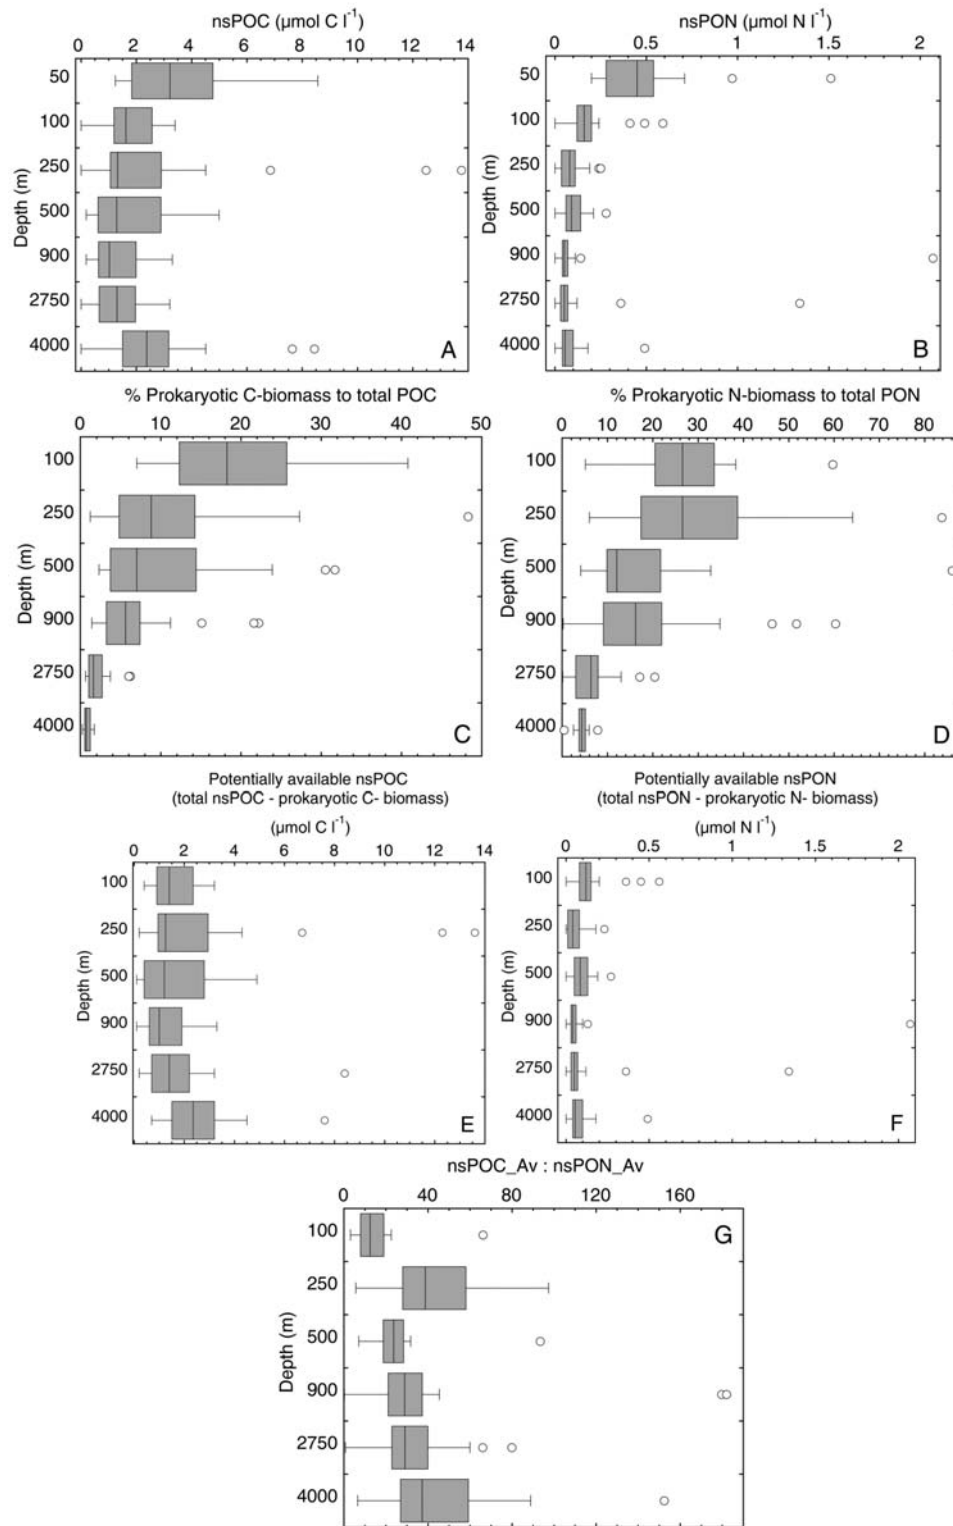 nsPOC (µmol C l⁻¹)
0 2 4 6 8 10 12 14
Depth (m)
50
100
250
500
900
2750
4000
A
nsPON (µmol N l⁻¹)
0 0.5 1 1.5 2
Depth (m)
50
100
250
500
900
2750
4000
B
% Prokaryotic C-biomass to total POC
0 10 20 30 40 50
Depth (m)
100
250
500
900
2750
4000
C
% Prokaryotic N-biomass to total PON
0 10 20 30 40 50 60 70 80
Depth (m)
100
250
500
900
2750
4000
D
Potentially available nsPOC
(total nsPOC - prokaryotic C- biomass)
(µmol C l⁻¹)
0 2 4 6 8 10 12 14
Depth (m)
100
250
500
900
2750
4000
E
Potentially available nsPON
(total nsPON - prokaryotic N- biomass)
(µmol N l⁻¹)
0 0.5 1 1.5 2
Depth (m)
100
250
500
900
2750
4000
F
nsPOC_Av : nsPON_Av
0 40 80 120 160
Depth (m)
100
250
500
900
2750
4000
G